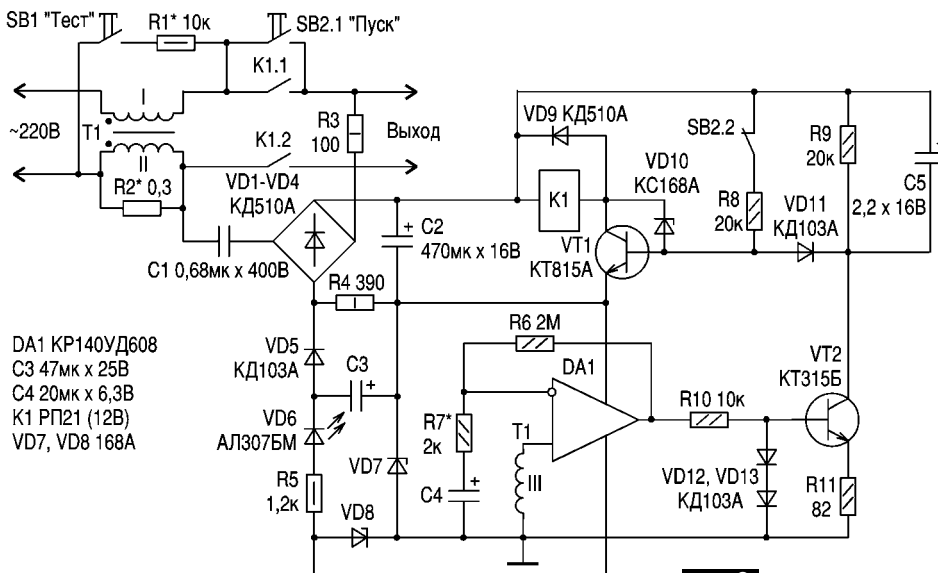 SB1 "Тест"
R1* 10к
SB2.1 "Пуск"
K1.1
I
~220В
T1
II
R3
100
Выход
K1.2
R2* 0,3
VD1-VD4
КД510А
C1 0,68мк x 400В
+ C2
470мк x 16В
R4 390
VD9 КД510А
K1
VD10
КС168А
VT1
КТ815А
SB2.2
R8
20к
R9
20к
VD11
КД103А
+
C5
2,2 x 16В
DA1 КР140УД608
C3 47мк x 25В
C4 20мк x 6,3В
K1 РП21 (12В)
VD7, VD8 168А
VD5
КД103А
C3
+
VD6
АЛ307БМ
R5
1,2к
VD7
VD8
R6 2М
DA1
R7*
2к
T1
III
C4
+
R10 10к
VT2
КТ315Б
VD12, VD13
КД103А
R11
82